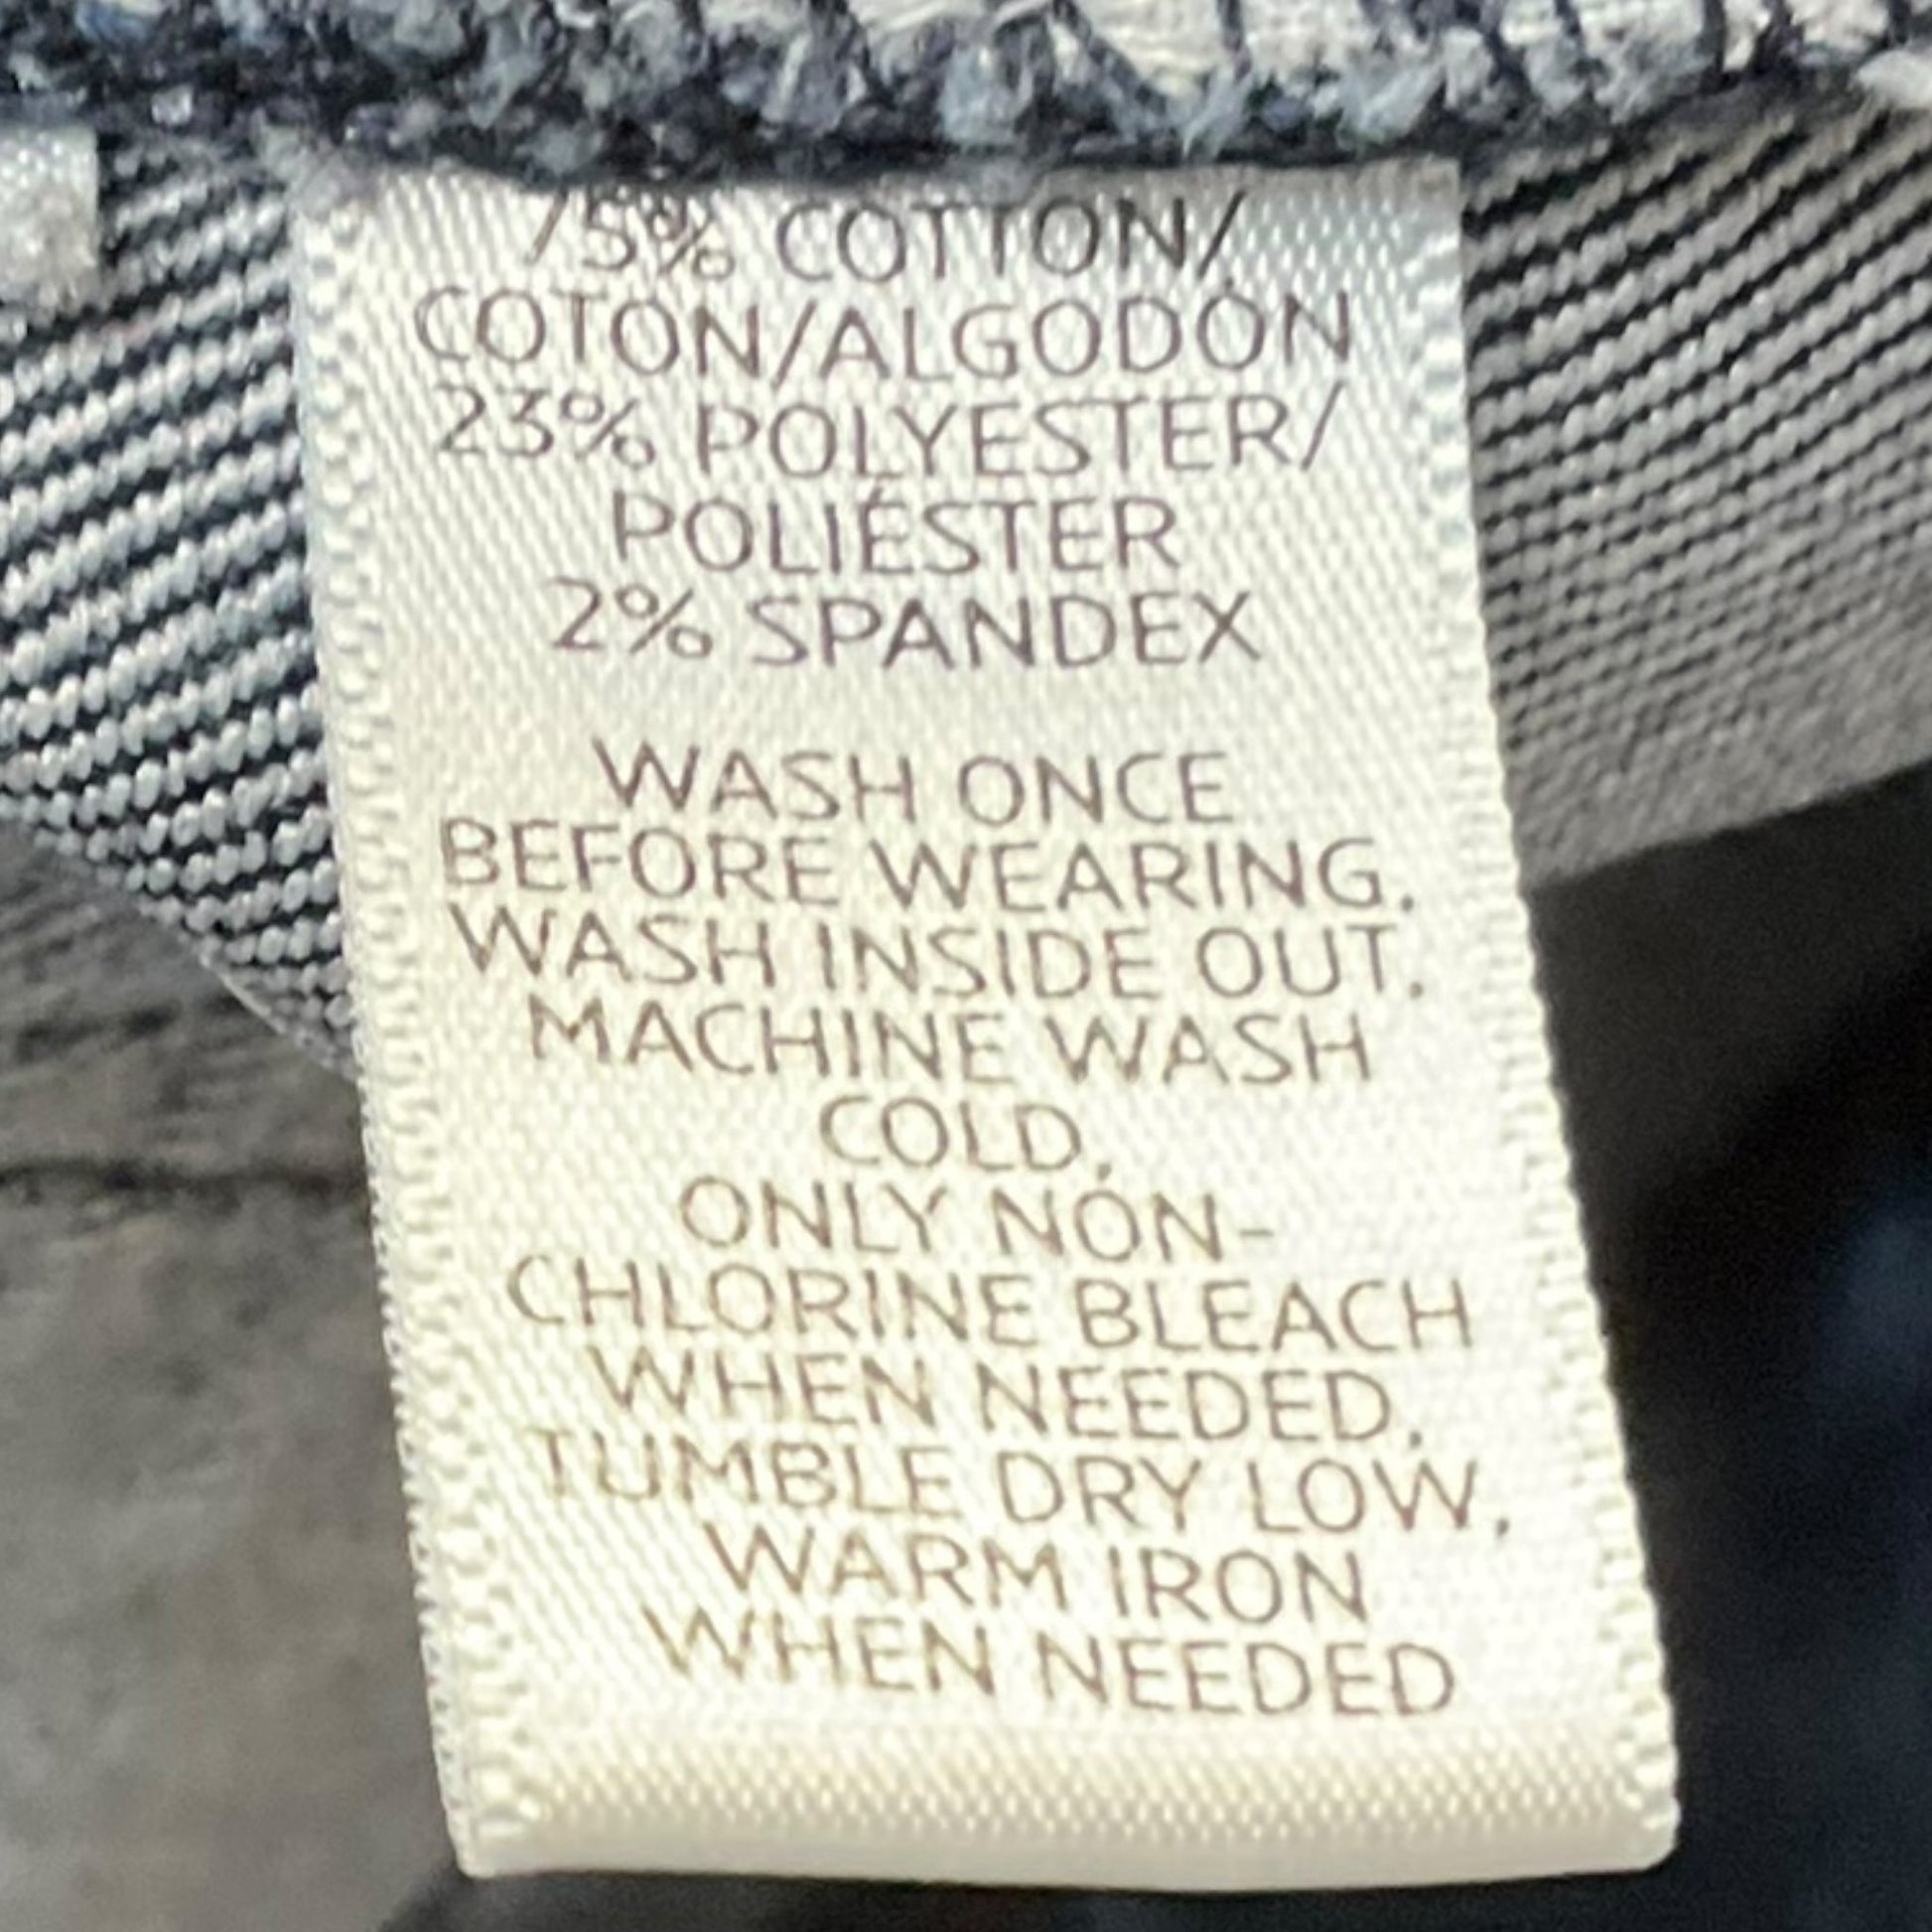 75% COTTON/
COTON/ALGODÓN
23% POLYESTER/
POLIÉSTER
2% SPANDEX
WASH ONCE
BEFORE WEARING.
WASH INSIDE OUT.
MACHINE WASH
COLD,
ONLY NON-
CHLORINE BLEACH
WHEN NEEDED,
TUMBLE DRY LOW,
WARM IRON
WHEN NEEDED